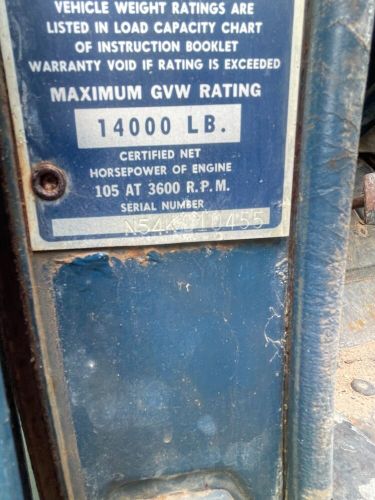 VEHICLE WEIGHT RATINGS ARE
LISTED IN LOAD CAPACITY CHART
OF INSTRUCTION BOOKLET
WARRANTY VOID IF RATING IS EXCEEDED
MAXIMUM GVW RATING
14000 LB.
CERTIFIED NET
HORSEPOWER OF ENGINE
105 AT 3600 R.P.M.
SERIAL NUMBER
N54K010455